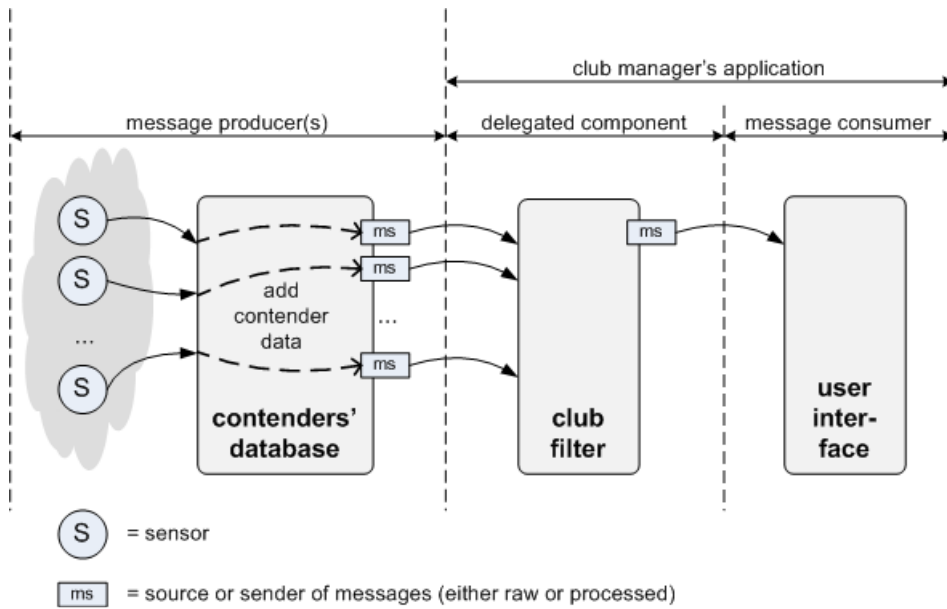 club manager's application
message producer(s)
delegated component
message consumer
S
ms
ms
S
ms
add
contender
data
...
...
ms
S
contenders'
database
club
filter
user
inter-
face
S
= sensor
ms
= source or sender of messages (either raw or processed)